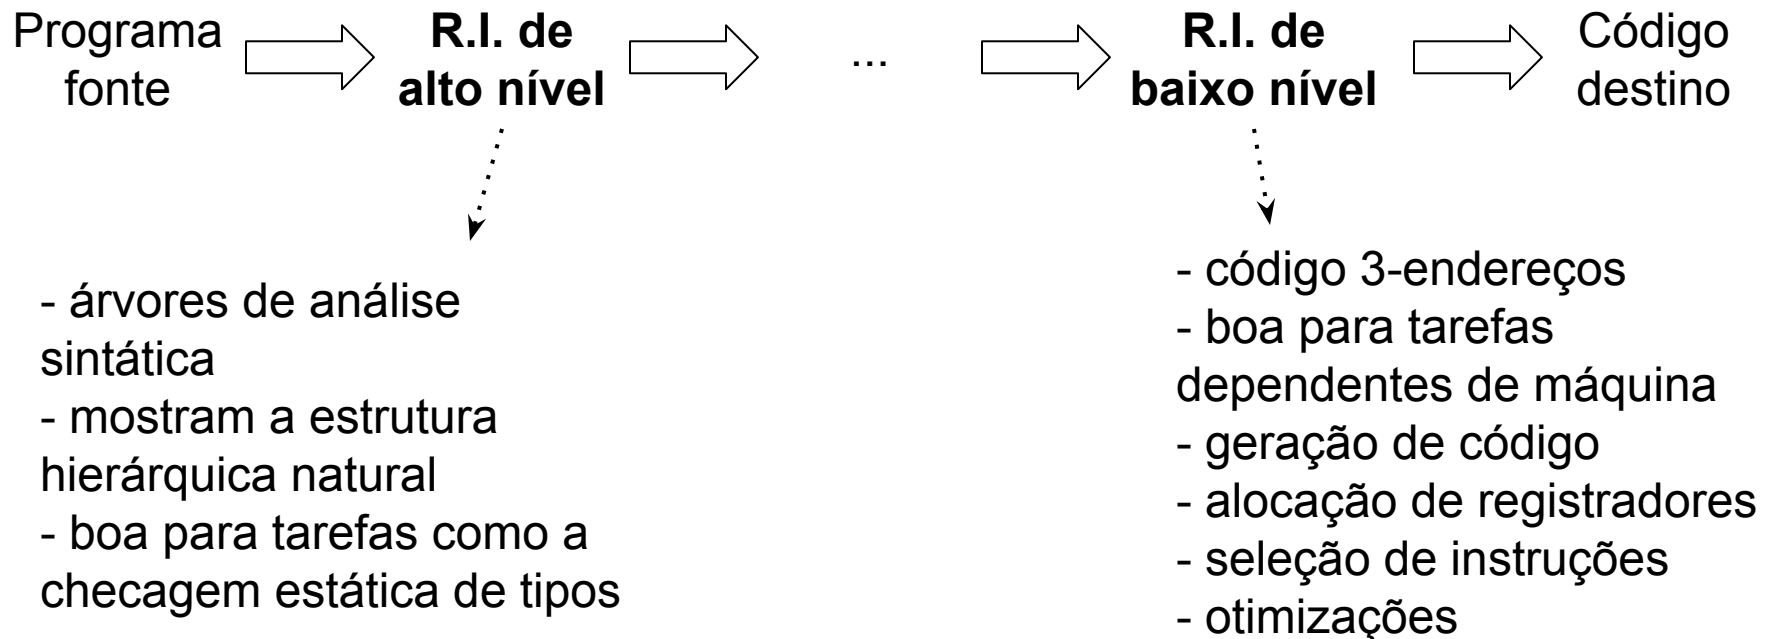 Programa
fonte
R.I. de
alto nível
...
R.I. de
baixo nível
Código
destino
- árvores de análise
sintática
- mostram a estrutura
hierárquica natural
- boa para tarefas como a
checagem estática de tipos
- código 3-endereços
- boa para tarefas
dependentes de máquina
- geração de código
- alocação de registradores
- seleção de instruções
- otimizações